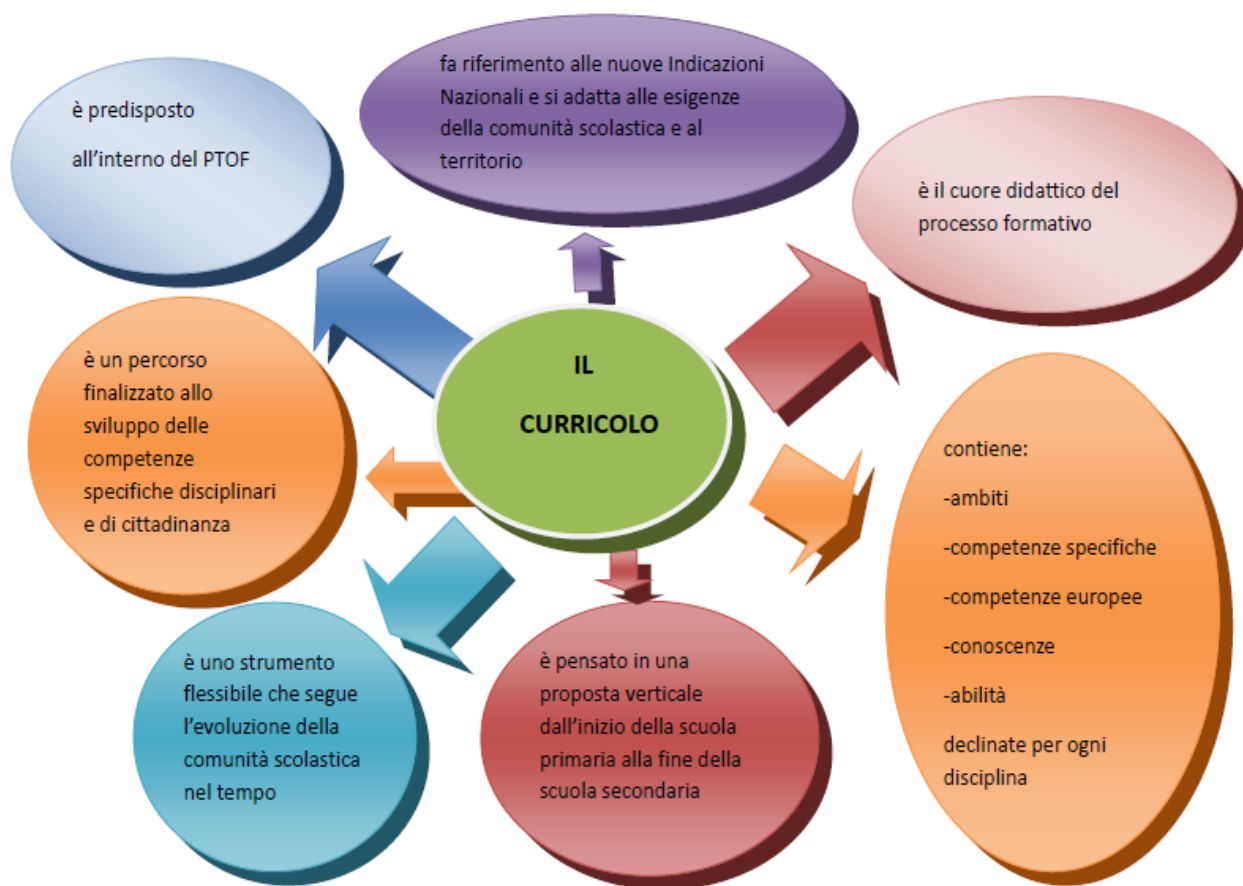 è predisposto
all'interno del PTOF
fa riferimento alle nuove Indicazioni
Nazionali e si adatta alle esigenze
della comunità scolastica e al
territorio
è il cuore didattico del
processo formativo
IL
CURRICOLO
è un percorso
finalizzato allo
sviluppo delle
competenze
specifiche disciplinari
e di cittadinanza
contiene:
-ambiti
-competenze specifiche
-competenze europee
-conoscenze
-abilità
declinate per ogni
disciplina
è uno strumento
flessibile che segue
l'evoluzione della
comunità scolastica
nel tempo
è pensato in una
proposta verticale
dall'inizio della scuola
primaria alla fine della
scuola secondaria